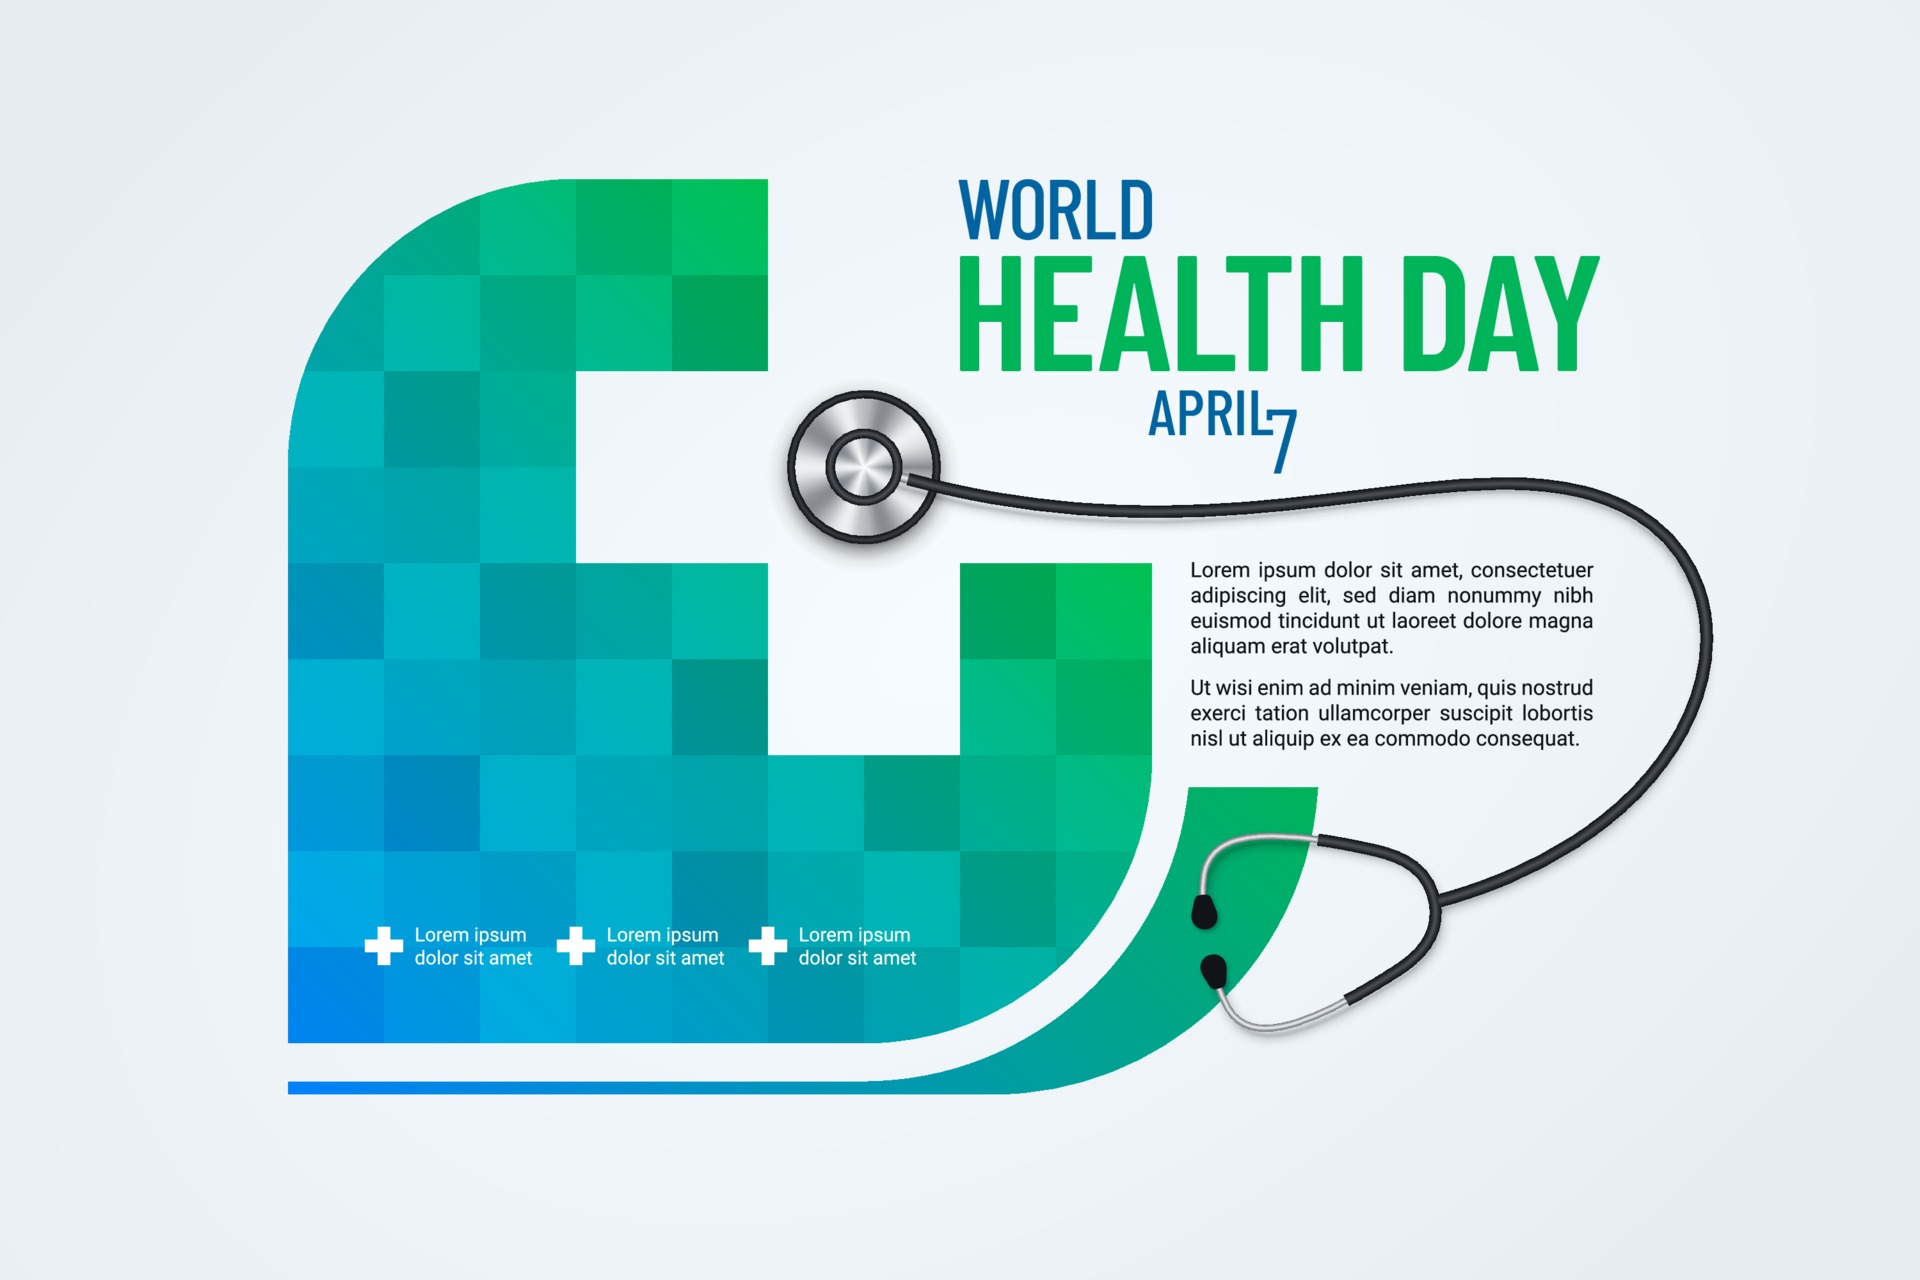 WORLD
HEALTH DAY
APRIL 7
Lorem ipsum dolor sit amet, consectetuer
adipiscing elit, sed diam nonummy nibh
euismod tincidunt ut laoreet dolore magna
aliquam erat volutpat.
Ut wisi enim ad minim veniam, quis nostrud
exerci tation ullamcorper suscipit lobortis
nisl ut aliquip ex ea commodo consequat.
Lorem ipsum
dolor sit amet
Lorem ipsum
dolor sit amet
Lorem ipsum
dolor sit amet